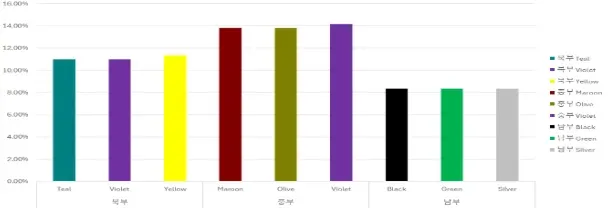 16.00%
14.00%
12.00%
10.00%
8.00%
6.00%
4.00%
2.00%
0.00%
Teal Violet Yellow Maroon Olive Violet Black Green Silver
북부 중부 남부
북부 Teal
북부 Violet
북부 Yellow
중부 Maroon
중부 Olive
중부 Violet
남부 Black
남부 Green
남부 Silver